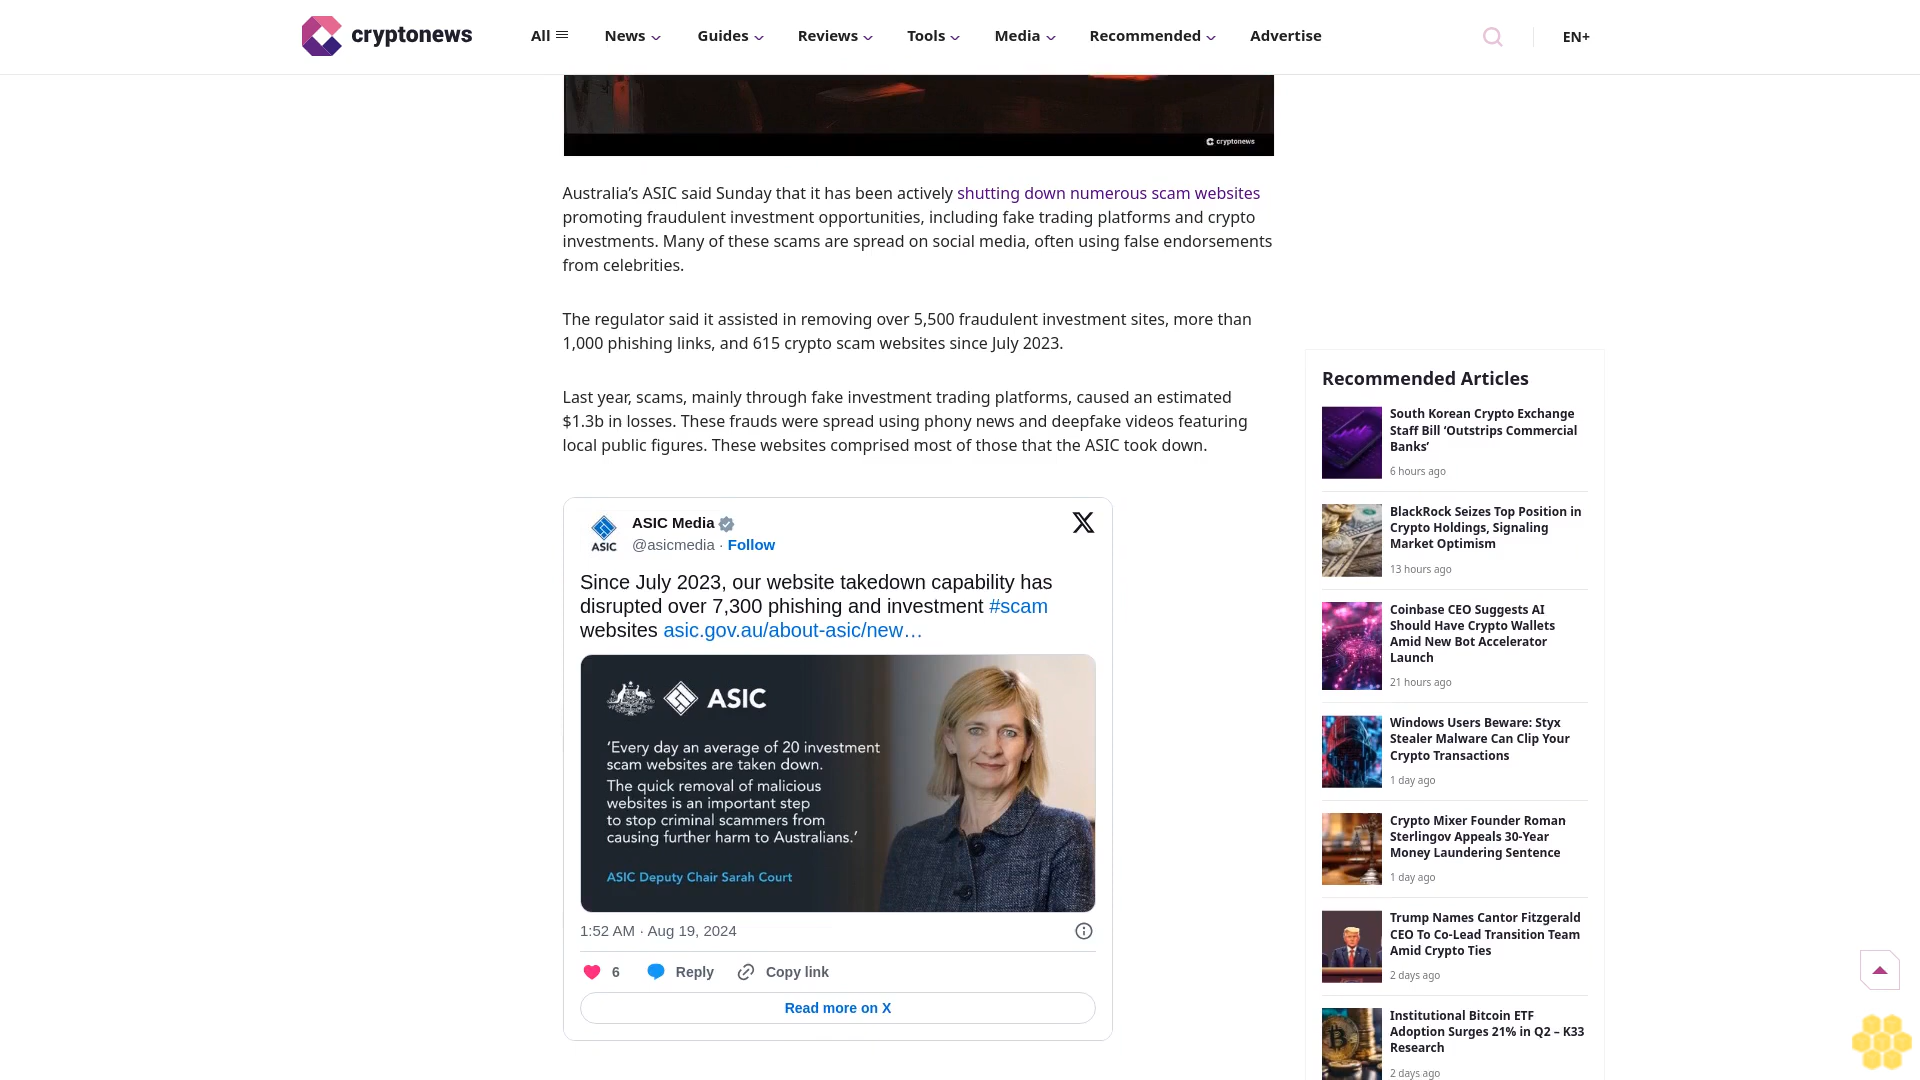 cryptonews
All
News
Guides
Reviews
Tools
Media
Recommended
Advertise
EN+
cryptonews
Australia’s ASIC said Sunday that it has been actively shutting down numerous scam websites
promoting fraudulent investment opportunities, including fake trading platforms and crypto
investments. Many of these scams are spread on social media, often using false endorsements
from celebrities.
The regulator said it assisted in removing over 5,500 fraudulent investment sites, more than
1,000 phishing links, and 615 crypto scam websites since July 2023.
Last year, scams, mainly through fake investment trading platforms, caused an estimated
$1.3b in losses. These frauds were spread using phony news and deepfake videos featuring
local public figures. These websites comprised most of those that the ASIC took down.
ASIC
ASIC Media
@asicmedia · Follow
Since July 2023, our website takedown capability has
disrupted over 7,300 phishing and investment #scam
websites asic.gov.au/about-asic/new…
ASIC
‘Every day an average of 20 investment
scam websites are taken down.
The quick removal of malicious
websites is an important step
to stop criminal scammers from
causing further harm to Australians.’
ASIC Deputy Chair Sarah Court
1:52 AM · Aug 19, 2024
6
Reply
Copy link
Read more on X
Recommended Articles
South Korean Crypto Exchange
Staff Bill ‘Outstrips Commercial
Banks’
6 hours ago
BlackRock Seizes Top Position in
Crypto Holdings, Signaling
Market Optimism
13 hours ago
Coinbase CEO Suggests AI
Should Have Crypto Wallets
Amid New Bot Accelerator
Launch
21 hours ago
Windows Users Beware: Styx
Stealer Malware Can Clip Your
Crypto Transactions
1 day ago
Crypto Mixer Founder Roman
Sterlingov Appeals 30-Year
Money Laundering Sentence
1 day ago
Trump Names Cantor Fitzgerald
CEO To Co-Lead Transition Team
Amid Crypto Ties
2 days ago
Institutional Bitcoin ETF
Adoption Surges 21% in Q2 – K33
Research
2 days ago